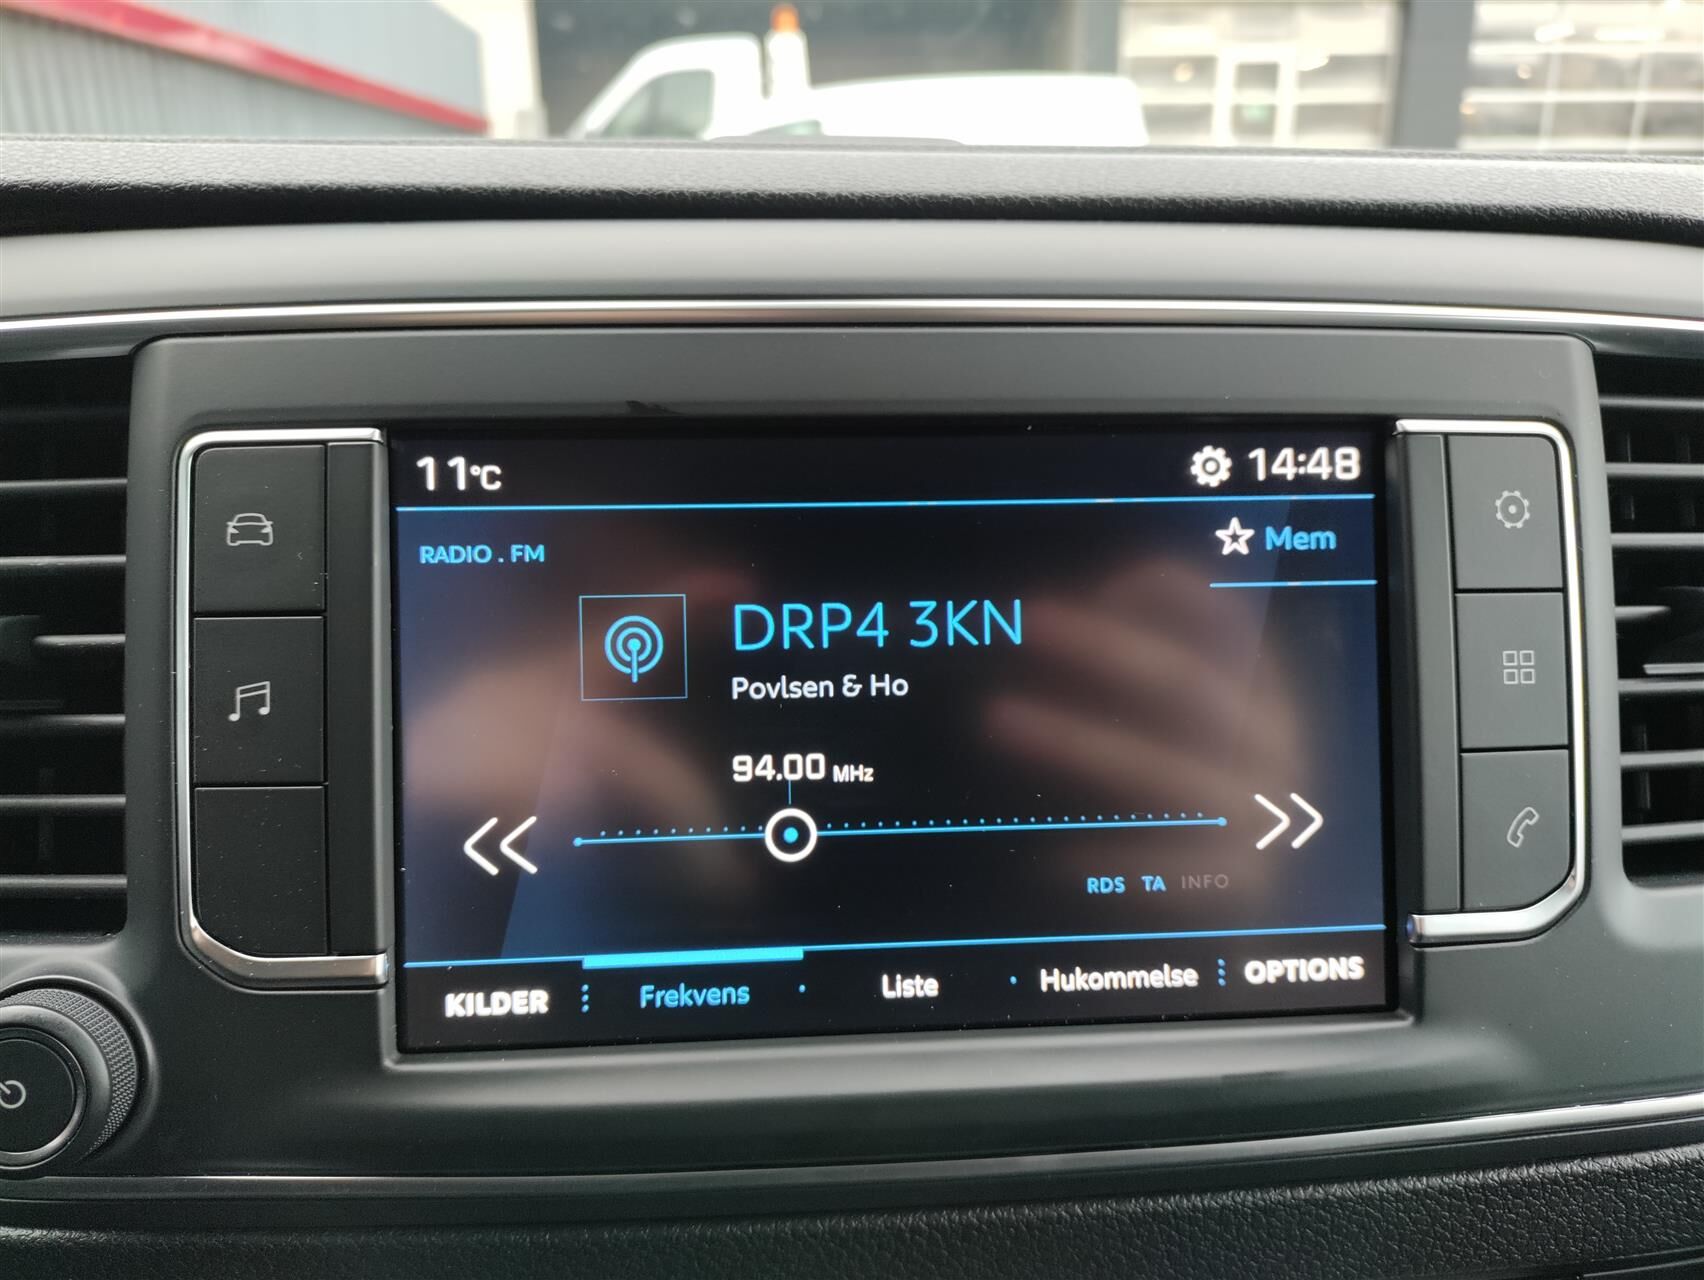 11°C
14:48
RADIO . FM
Mem
DRP4 3KN
Povlsen & Ho
94.00 MHz
RDS TA INFO
KILDER Frekvens Liste Hukommelse OPTIONS